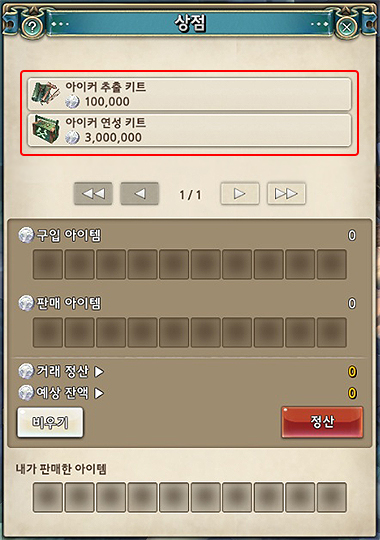 상점
아이커 추출 키트
100,000
아이커 연성 키트
3,000,000
1 / 1
구입 아이템 0
판매 아이템 0
거래 정산 ▶ 0
예상 잔액 ▶ 0
비우기 정산
내가 판매한 아이템